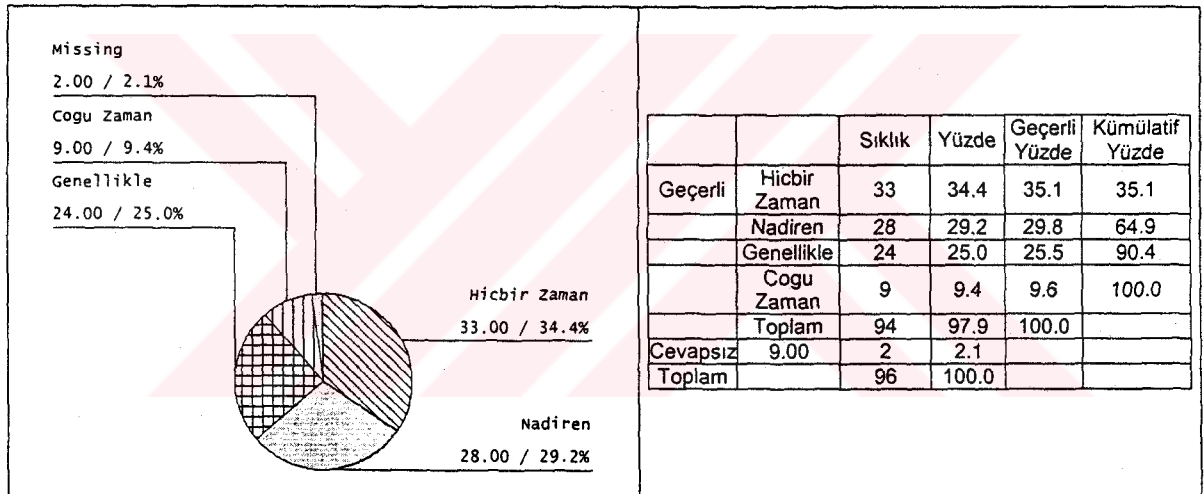 Missing
2.00 / 2.1%
Cogu Zaman
9.00 / 9.4%
Genellikle
24.00 / 25.0%
Hicbir Zaman
33.00 / 34.4%
Nadiren
28.00 / 29.2%
Sıklık Yüzde Geçerli Yüzde Kümülatif Yüzde
Geçerli Hicbir Zaman 33 34.4 35.1 35.1
Nadiren 28 29.2 29.8 64.9
Genellikle 24 25.0 25.5 90.4
Cogu Zaman 9 9.4 9.6 100.0
Toplam 94 97.9 100.0
Cevapsız 9.00 2 2.1
Toplam 96 100.0